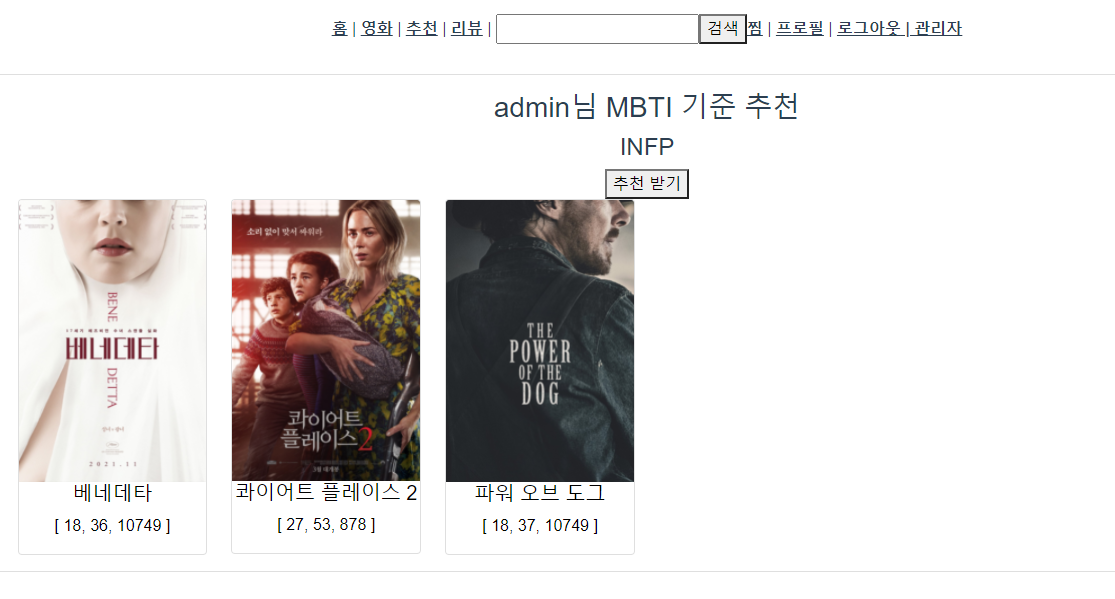 홈 | 영화 | 추천 | 리뷰 | 검색 찜 | 프로필 | 로그아웃 | 관리자
admin님 MBTI 기준 추천
INFP
추천 받기
BENE
베네데타
DETTA
2021.11
소리 없이 맞서 싸워라
콰이어트
플레이스 2
THE
POWER
OF THE
DOG
베네데타
[ 18, 36, 10749 ]
콰이어트 플레이스 2
[ 27, 53, 878 ]
파워 오브 도그
[ 18, 37, 10749 ]